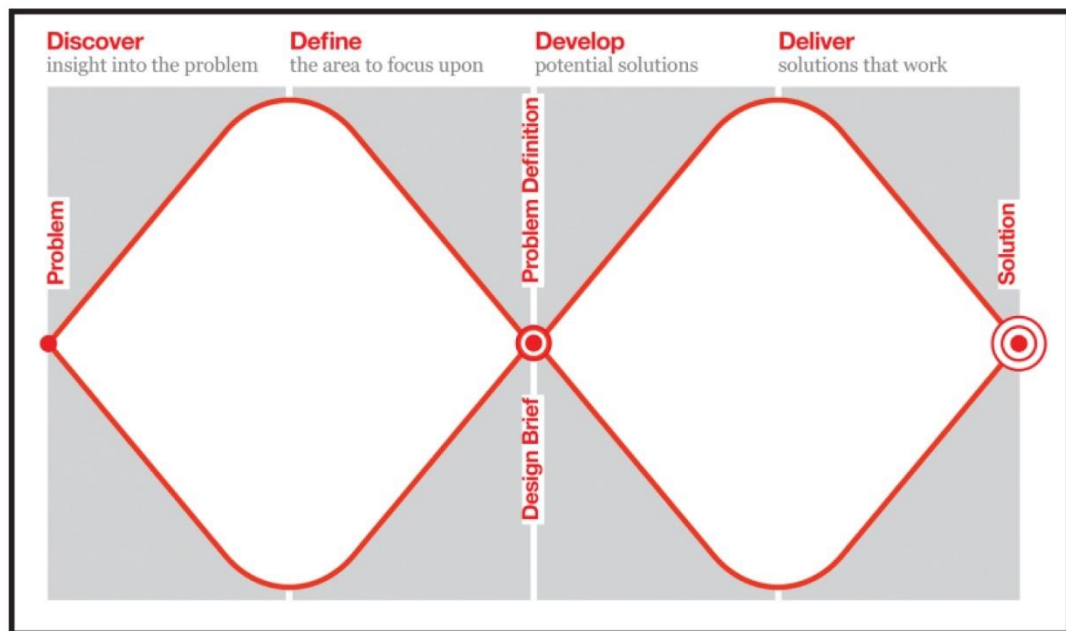 Discover
insight into the problem
Define
the area to focus upon
Develop
potential solutions
Deliver
solutions that work
Problem
Problem Definition
Design Brief
Solution